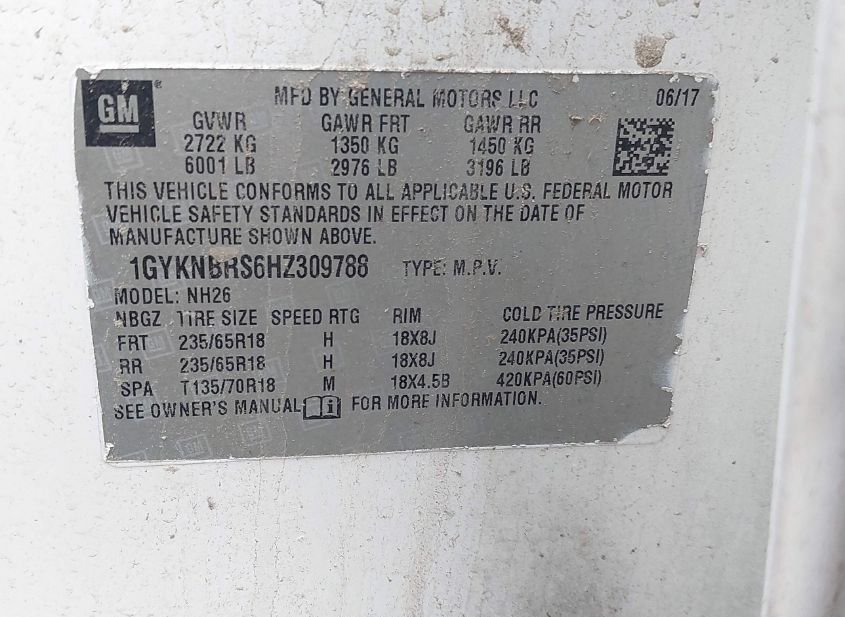 GM
MFD BY GENERAL MOTORS LLC 06/17
GVWR GAWR FRT GAWR RR
2722 KG 1350 KG 1450 KG
6001 LB 2976 LB 3196 LB
THIS VEHICLE CONFORMS TO ALL APPLICABLE U.S. FEDERAL MOTOR
VEHICLE SAFETY STANDARDS IN EFFECT ON THE DATE OF
MANUFACTURE SHOWN ABOVE.
1GYKNBRS6HZ309788 TYPE: M.P.V.
MODEL: NH26
NBGZ TIRE SIZE SPEED RTG RIM COLD TIRE PRESSURE
FRT 235/65R18 H 18X8J 240KPA(35PSI)
RR 235/65R18 H 18X8J 240KPA(35PSI)
SPA T135/70R18 M 18X4.5B 420KPA(60PSI)
SEE OWNER'S MANUAL FOR MORE INFORMATION.